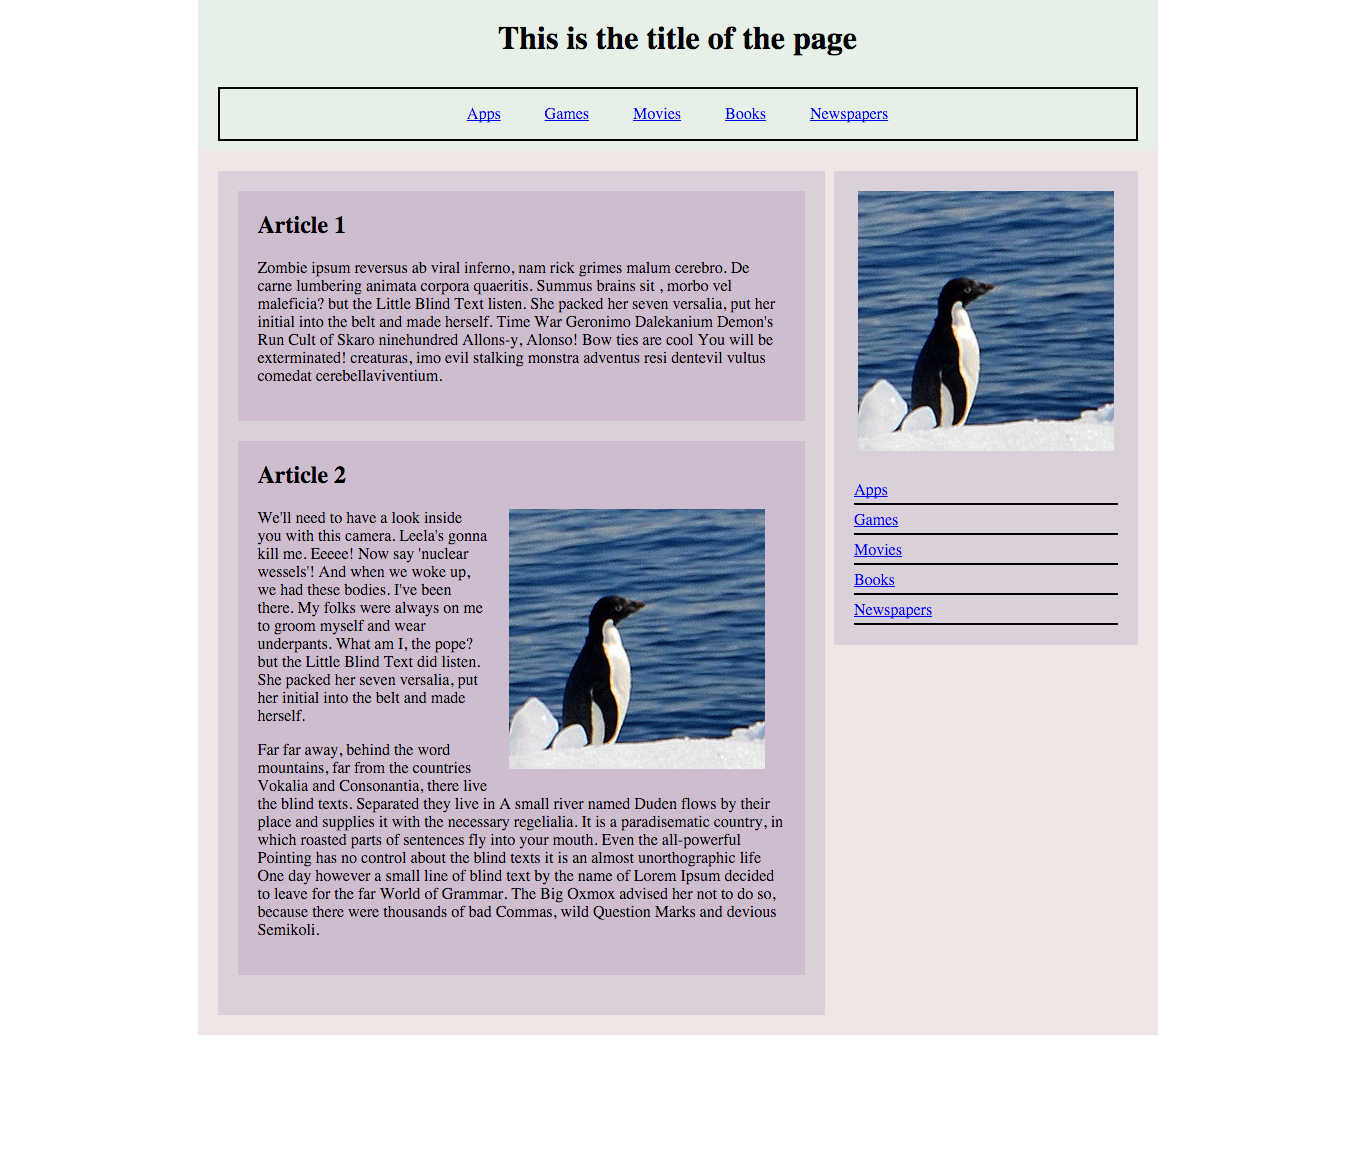 This is the title of the page
Apps Games Movies Books Newspapers
Article 1
Zombie ipsum reversus ab viral inferno, nam rick grimes malum cerebro. De
carne lumbering animata corpora quaeritis. Summus brains sit , morbo vel
maleficia? but the Little Blind Text listen. She packed her seven versalia, put her
initial into the belt and made herself. Time War Geronimo Dalekanium Demon's
Run Cult of Skaro ninehundred Allons-y, Alonso! Bow ties are cool You will be
exterminated! creaturas, imo evil stalking monstra adventus resi dentevil vultus
comedat cerebellaviventium.
Article 2
We'll need to have a look inside
you with this camera. Leela's gonna
kill me. Eeeee! Now say 'nuclear
wessels'! And when we woke up,
we had these bodies. I've been
there. My folks were always on me
to groom myself and wear
underpants. What am I, the pope?
but the Little Blind Text did listen.
She packed her seven versalia, put
her initial into the belt and made
herself.
Far far away, behind the word
mountains, far from the countries
Vokalia and Consonantia, there live
the blind texts. Separated they live in A small river named Duden flows by their
place and supplies it with the necessary regelialia. It is a paradisematic country, in
which roasted parts of sentences fly into your mouth. Even the all-powerful
Pointing has no control about the blind texts it is an almost unorthographic life
One day however a small line of blind text by the name of Lorem Ipsum decided
to leave for the far World of Grammar. The Big Oxmox advised her not to do so,
because there were thousands of bad Commas, wild Question Marks and devious
Semikoli.
Apps
Games
Movies
Books
Newspapers